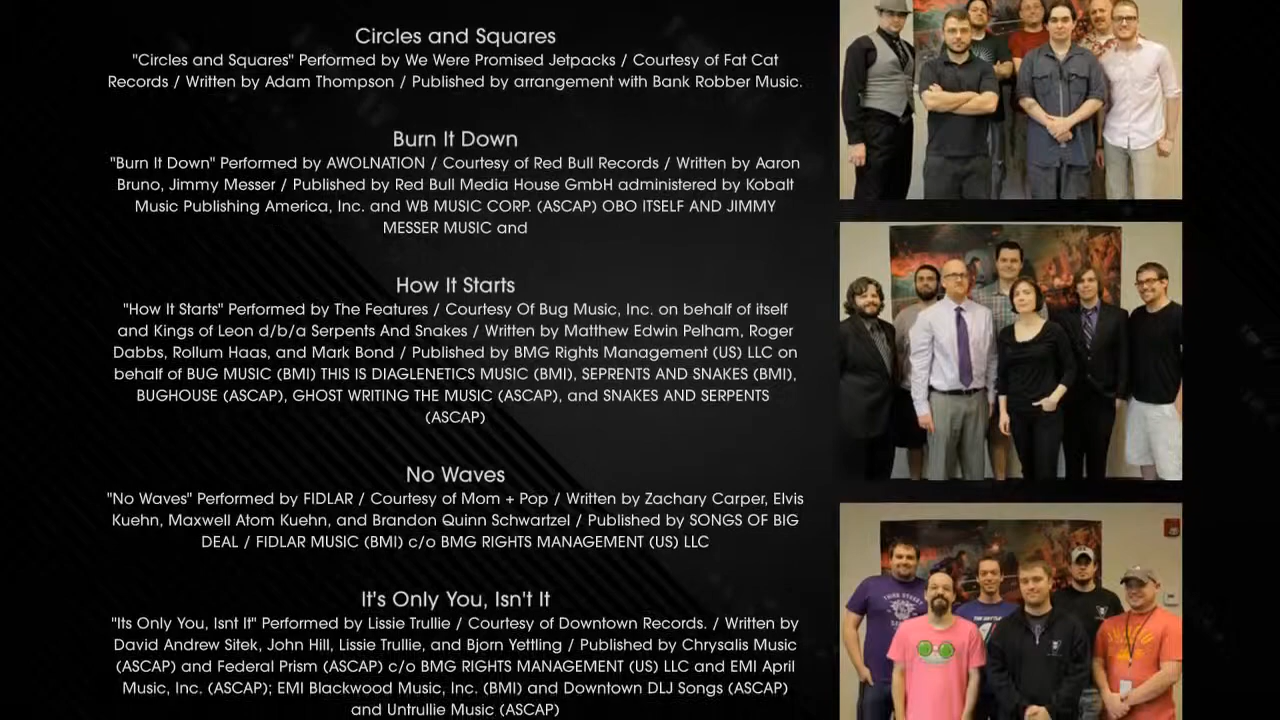 Circles and Squares
"Circles and Squares" Performed by We Were Promised Jetpacks / Courtesy of Fat Cat
Records / Written by Adam Thompson / Published by arrangement with Bank Robber Music.
Burn It Down
"Burn It Down" Performed by AWOLNATION / Courtesy of Red Bull Records / Written by Aaron
Bruno, Jimmy Messer / Published by Red Bull Media House GmbH administered by Kobalt
Music Publishing America, Inc. and WB MUSIC CORP. (ASCAP) OBO ITSELF AND JIMMY
MESSER MUSIC and
How It Starts
"How It Starts" Performed by The Features / Courtesy Of Bug Music, Inc. on behalf of itself
and Kings of Leon d/b/a Serpents And Snakes / Written by Matthew Edwin Pelham, Roger
Dabbs, Rollum Haas, and Mark Bond / Published by BMG Rights Management (US) LLC on
behalf of BUG MUSIC (BMI) THIS IS DIAGLENETICS MUSIC (BMI), SEPRENTS AND SNAKES (BMI),
BUGHOUSE (ASCAP), GHOST WRITING THE MUSIC (ASCAP), and SNAKES AND SERPENTS
(ASCAP)
No Waves
"No Waves" Performed by FIDLAR / Courtesy of Mom + Pop / Written by Zachary Carper, Elvis
Kuehn, Maxwell Atom Kuehn, and Brandon Quinn Schwartzel / Published by SONGS OF BIG
DEAL / FIDLAR MUSIC (BMI) c/o BMG RIGHTS MANAGEMENT (US) LLC
It's Only You, Isn't It
"Its Only You, Isnt It" Performed by Lissie Trullie / Courtesy of Downtown Records. / Written by
David Andrew Sitek, John Hill, Lissie Trullie, and Bjorn Yettling / Published by Chrysalis Music
(ASCAP) and Federal Prism (ASCAP) c/o BMG RIGHTS MANAGEMENT (US) LLC and EMI April
Music, Inc. (ASCAP); EMI Blackwood Music, Inc. (BMI) and Downtown DLJ Songs (ASCAP)
and Untrullie Music (ASCAP)